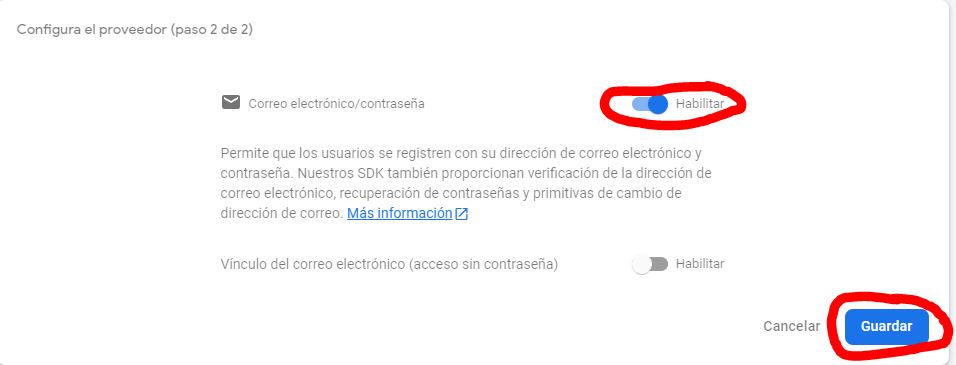 Configura el proveedor (paso 2 de 2)
Correo electrónico/contraseña
Habilitar
Permite que los usuarios se registren con su dirección de correo electrónico y
contraseña. Nuestros SDK también proporcionan verificación de la dirección de
correo electrónico, recuperación de contraseñas y primitivas de cambio de
dirección de correo. Más información
Vínculo del correo electrónico (acceso sin contraseña)
Habilitar
Cancelar
Guardar